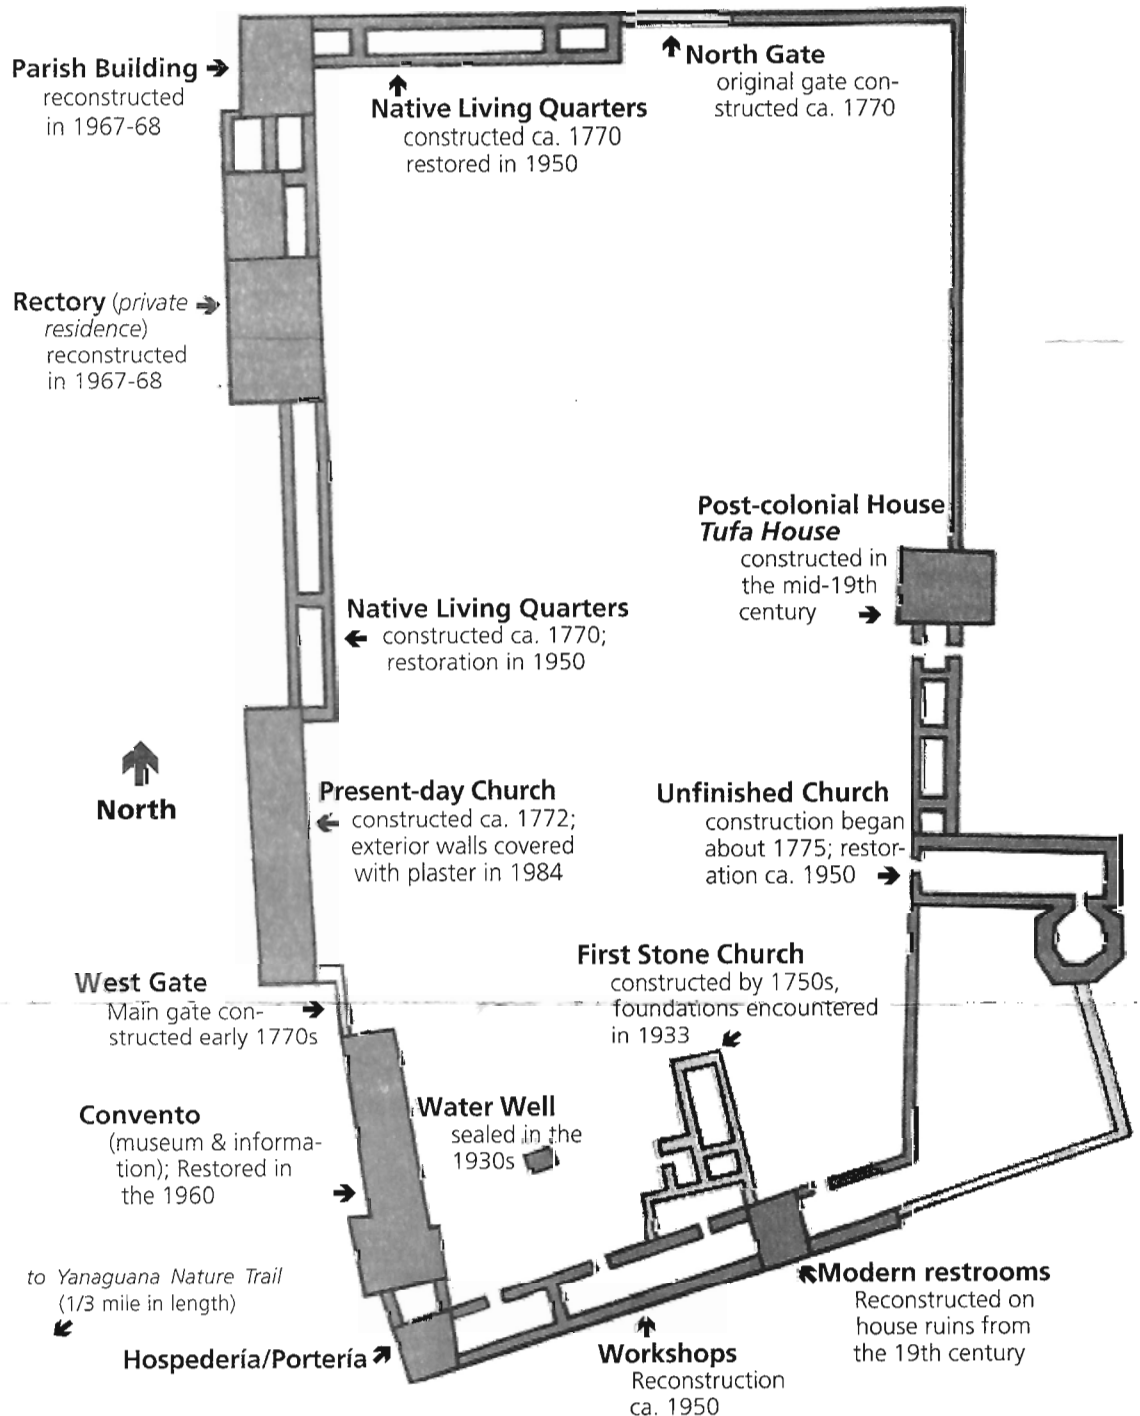 Parish Building
reconstructed
in 1967-68
Native Living Quarters
constructed ca. 1770
restored in 1950
North Gate
original gate con-
structed ca. 1770
Rectory (private
residence)
reconstructed
in 1967-68
Post-colonial House
Tufa House
constructed in
the mid-19th
century
Native Living Quarters
constructed ca. 1770;
restoration in 1950
North
Present-day Church
constructed ca. 1772;
exterior walls covered
with plaster in 1984
Unfinished Church
construction began
about 1775; restor-
ation ca. 1950
First Stone Church
constructed by 1750s,
foundations encountered
in 1933
West Gate
Main gate con-
structed early 1770s
Convento
(museum & informa-
tion); Restored in
the 1960
Water Well
sealed in the
1930s
to Yanaguana Nature Trail
(1/3 mile in length)
Hospedería/Portería
Workshops
Reconstruction
ca. 1950
Modern restrooms
Reconstructed on
house ruins from
the 19th century